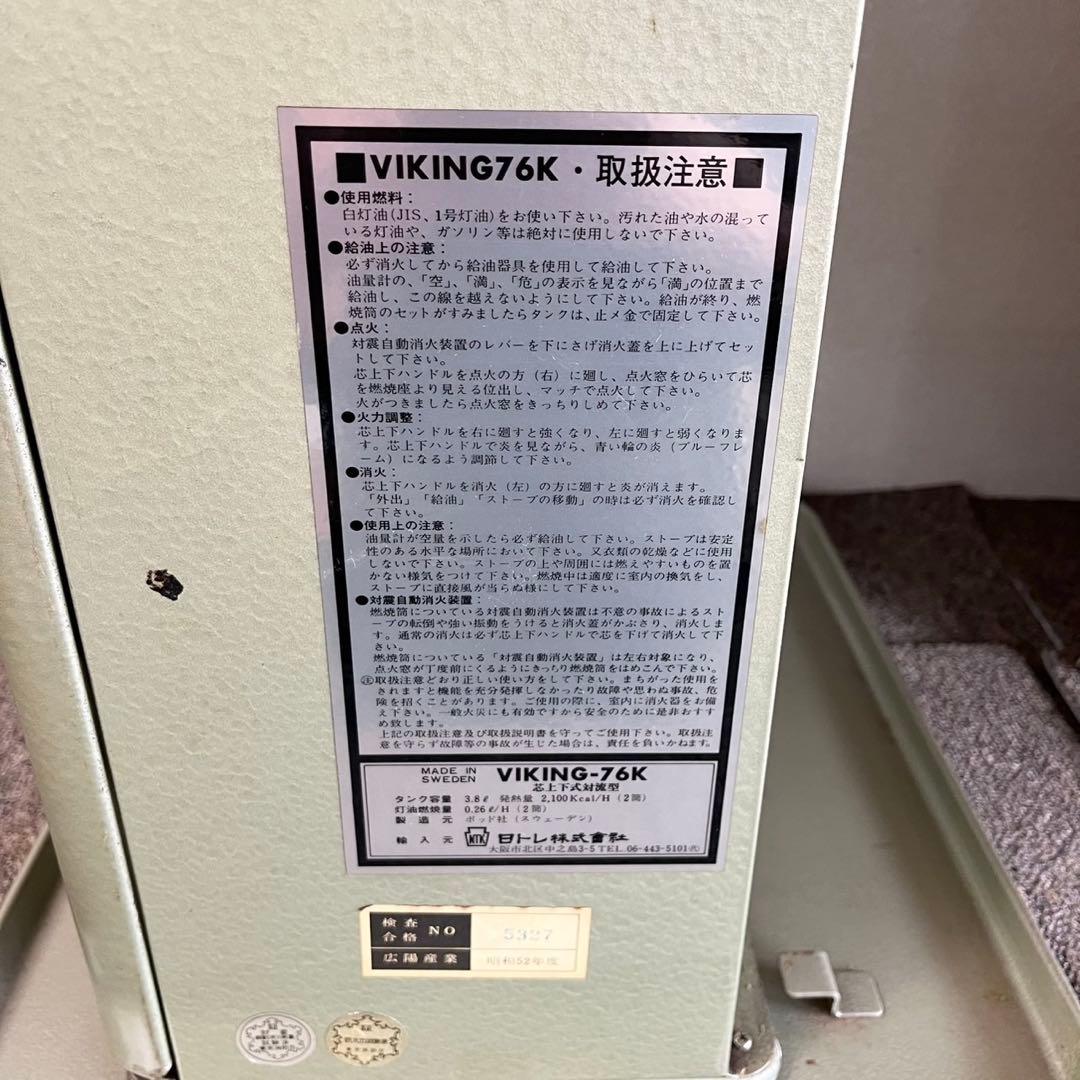 ■VIKING76K・取扱注意■
●使用燃料：
白灯油(JIS、1号灯油)をお使い下さい。汚れた油や水の混って
いる灯油や、ガソリン等は絶対に使用しないで下さい。
●給油上の注意：
必ず消火してから給油器具を使用して給油して下さい。
油量計の、「空」、「満」、「危」の表示を見ながら「満」の位置まで
給油し、この線を越えないようにして下さい。給油が終り、燃
焼筒のセットがすみましたらタンクは、止メ金で固定して下さい。
●点火：
対震自動消火装置のレバーを下にさげ消火蓋を上に上げてセッ
トして下さい。
芯上下ハンドルを点火の方（右）に廻し、点火窓をひらいて芯
を燃焼座より見える位出し、マッチで点火して下さい。
火がつきましたら点火窓をきっちりしめて下さい。
●火力調整：
芯上下ハンドルを右に廻すと強くなり、左に廻すと弱くなりま
す。芯上下ハンドルで炎を見ながら、青い輪の炎（ブルーフレ
ーム）になるよう調節して下さい。
●消火：
芯上下ハンドルを消火（左）の方に廻すと炎が消えます。
「外出」「給油」「ストーブの移動」の時は必ず消火を確認し
て下さい。
●使用上の注意：
油量計が空量を示したら必ず給油して下さい。ストーブは安定
性のある水平な場所において下さい。又衣類の乾燥などに使用
しないで下さい。ストーブの上や周囲には燃えやすいものを置
かない様気をつけて下さい。燃焼中は適度に室内の換気をし、
ストーブに直接風が当らぬ様にして下さい。
●対震自動消火装置：
燃焼筒についている対震自動消火装置は不意の事故によるスト
ーブの転倒や強い振動をうけると消火蓋がかぶさり、消火しま
す。通常の消火は必ず芯上下ハンドルで芯を下げて消火して下
さい。
燃焼筒についている「対震自動消火装置」は左右対象になり、
点火窓が丁度前にくるようにきっちり燃焼筒をはめこんで下さい。
㊟取扱注意どおり正しい使い方をして下さい。まちがった使用を
されますと機能を充分発揮しなかったり故障や思わぬ事故、危
険を招くことがあります。ご使用の際に、室内に消火器をお備
え下さい。一般火災にも有効ですから安全のために是非おすす
め致します。
上記の取扱注意及び取扱説明書を守ってご使用下さい。取扱注
意を守らず故障等の事故が生じた場合は、責任を負いかねます。
MADE IN SWEDEN VIKING-76K
芯上下式対流型
タンク容量 3.8ℓ 発熱量 2,100Kcal/H（2筒）
灯油燃焼量 0.26ℓ/H（2筒）
製造元 ポッド社（スウェーデン）
輸入元 NTK 日トレ株式會社
大阪市北区中之島3-5 TEL.06-443-5101㈹
検査合格 NO 5327
広陽産業 昭和52年度